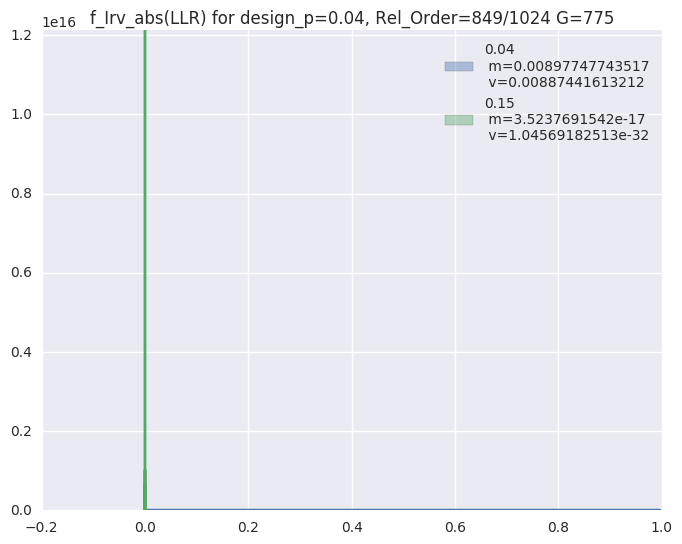 f_Irv_abs(LLR) for design_p=0.04, Rel_Order=849/1024 G=775
1e16
1.2
1.0
0.8
0.6
0.4
0.2
0.0
0.04
m=0.00897747743517
v=0.00887441613212
0.15
m=3.5237691542e-17
v=1.04569182513e-32
−0.2
0.0
0.2
0.4
0.6
0.8
1.0